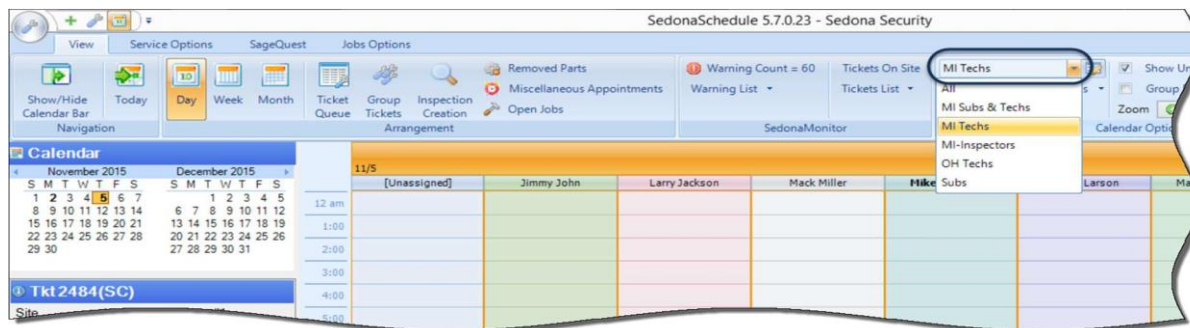 SedonaSchedule 5.7.0.23 - Sedona Security
View Service Options SageQuest Jobs Options
Show/Hide Calendar Bar
Today
Navigation
Day Week Month
Ticket Queue
Group Tickets
Inspection Creation
Removed Parts
Miscellaneous Appointments
Open Jobs
Arrangement
Warning Count = 60
Warning List
Tickets On Site
Tickets List
SedonaMonitor
MI Techs
All
MI Subs & Techs
MI Techs
MI-Inspectors
OH Techs
Subs
Show
Group
Zoom
Calendar
Calendar
November 2015 December 2015
S M T W T F S S M T W T F S
1 2 3 4 5 6 7 1 2 3 4 5
8 9 10 11 12 13 14 6 7 8 9 10 11 12
15 16 17 18 19 20 21 13 14 15 16 17 18 19
22 23 24 25 26 27 28 20 21 22 23 24 25 26
29 30 27 28 29 30 31
Tkt 2484(SC)
Site
11/5
[Unassigned] Jimmy John Larry Jackson Mack Miller Mike Larson Ma
12 am
1:00
2:00
3:00
4:00
5:00